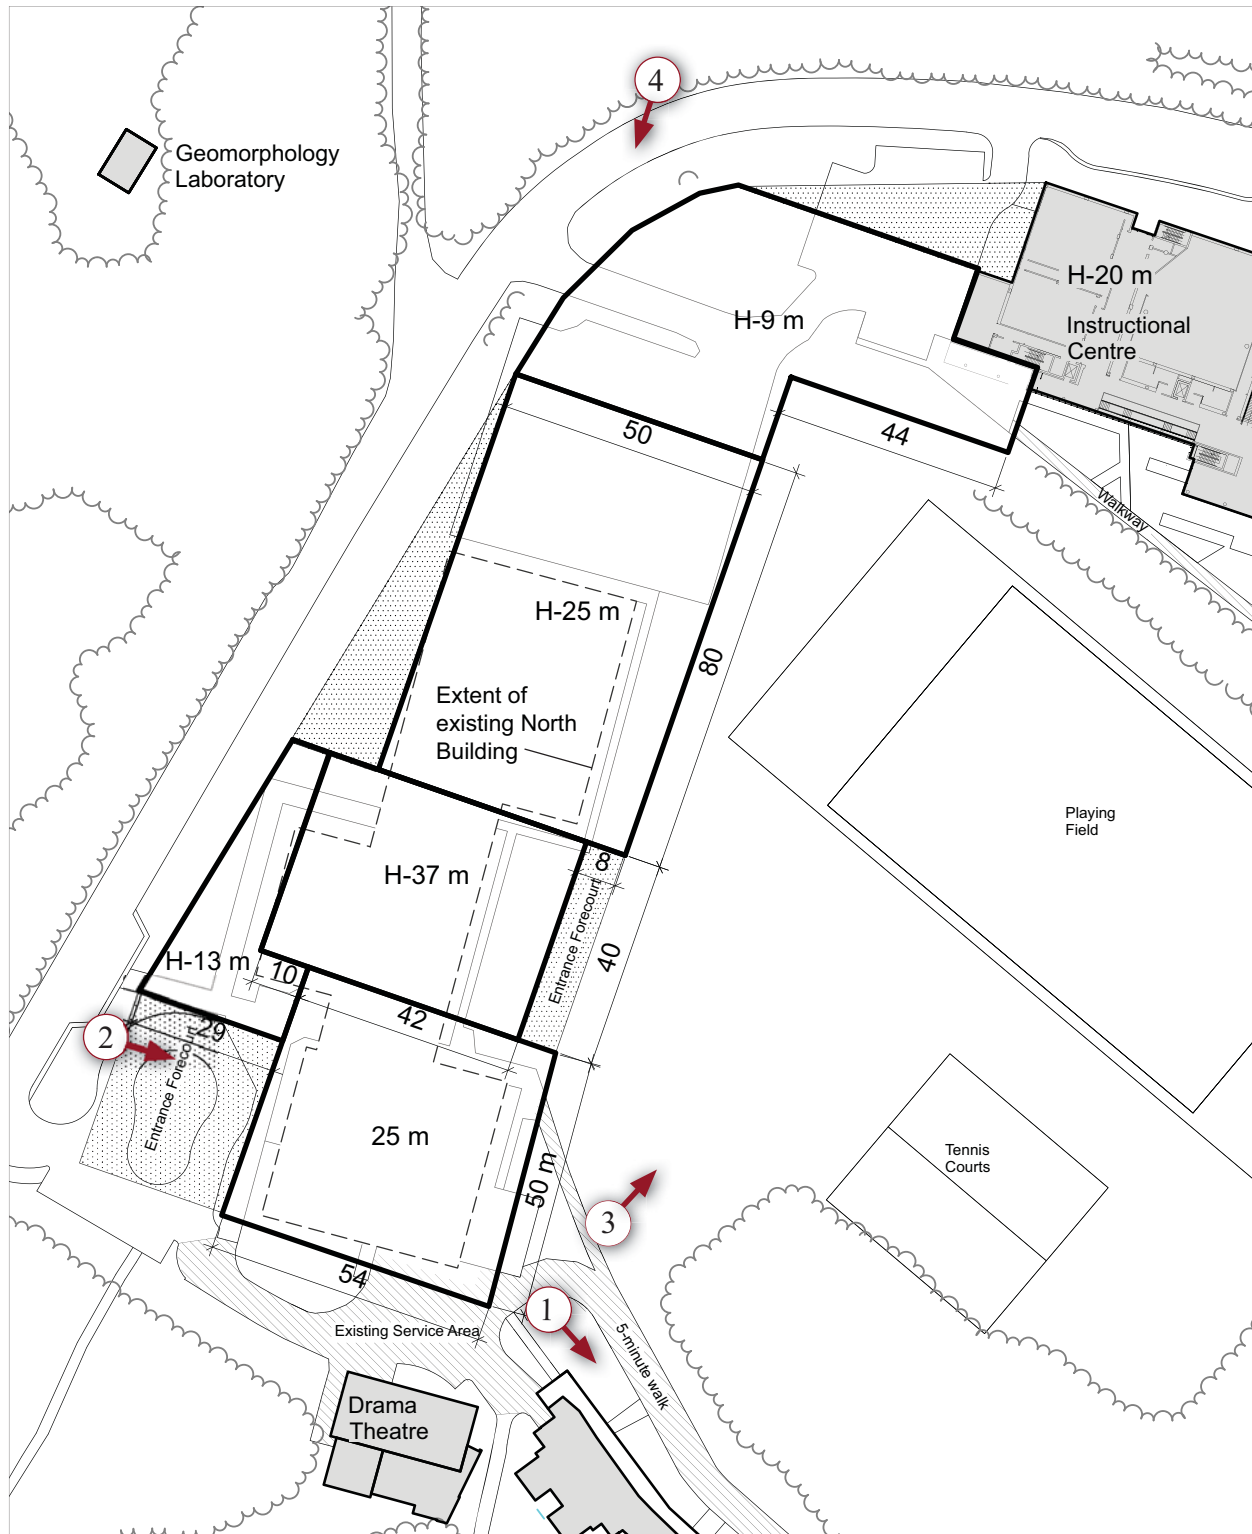 4
Geomorphology
Laboratory
H-20 m
Instructional
Centre
H-9 m
50
44
Walkway
H-25 m
80
Extent of
existing North
Building
Playing
Field
8
H-37 m
Entrance Forecourt
40
H-13 m
10
42
29
2
Entrance Forecourt
25 m
50 m
Tennis
Courts
3
54
1
Existing Service Area
5-minute walk
Drama
Theatre